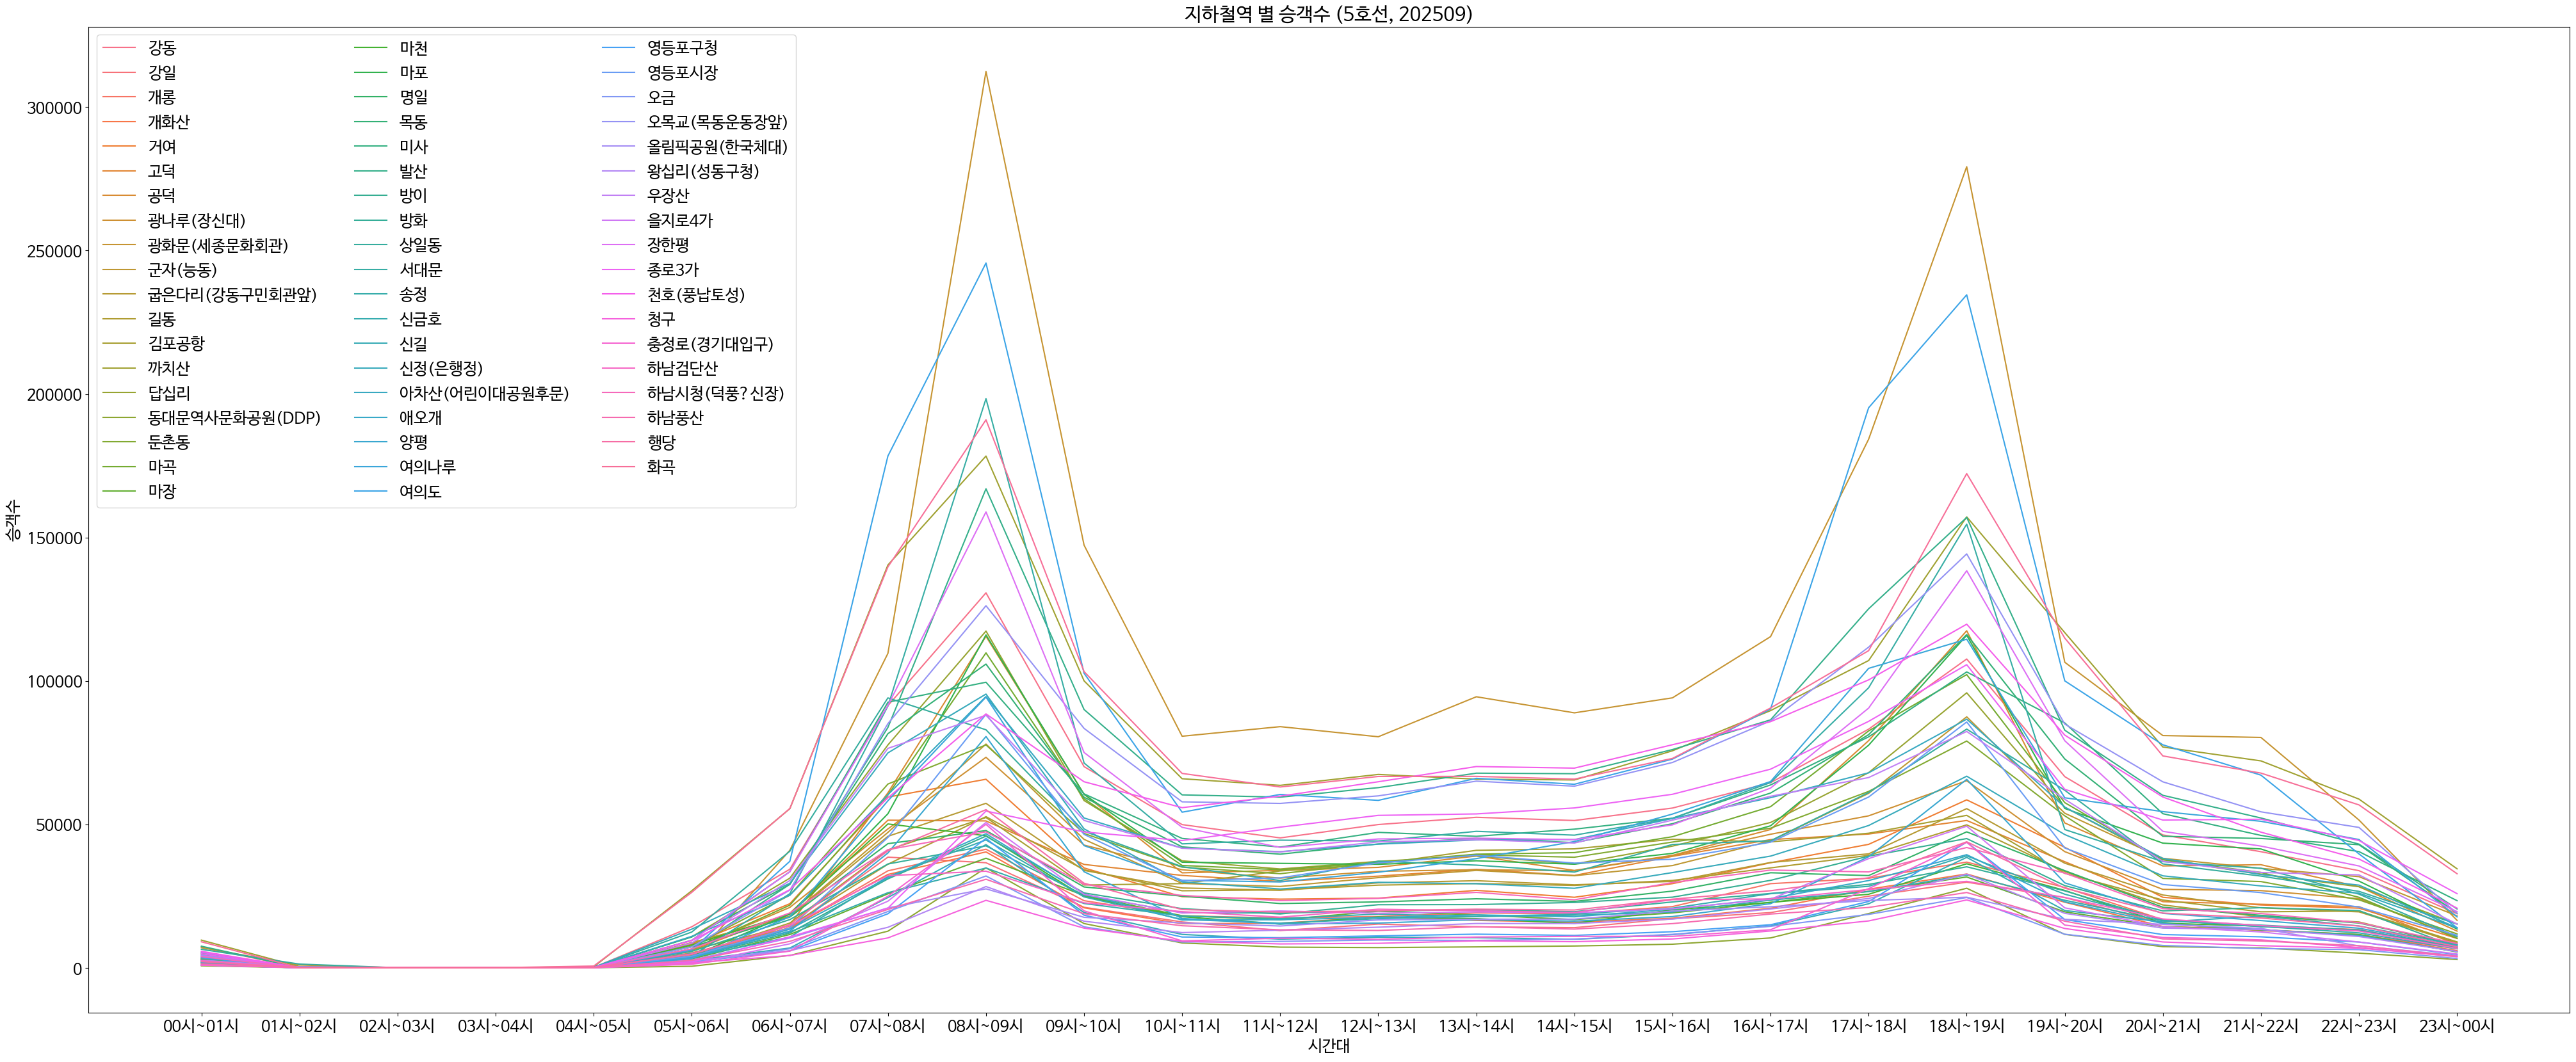 지하철역 별 승객수 (5호선, 202509)
강동
강일
개롱
개화산
거여
고덕
공덕
광나루(장신대)
광화문(세종문화회관)
군자(능동)
굽은다리(강동구민회관앞)
길동
김포공항
까치산
답십리
동대문역사문화공원(DDP)
둔촌동
마곡
마장
마천
마포
명일
목동
미사
발산
방이
방화
상일동
서대문
송정
신금호
신길
신정(은행정)
아차산(어린이대공원후문)
애오개
양평
여의나루
여의도
영등포구청
영등포시장
오금
오목교(목동운동장앞)
올림픽공원(한국체대)
왕십리(성동구청)
우장산
을지로4가
장한평
종로3가
천호(풍납토성)
청구
충정로(경기대입구)
하남검단산
하남시청(덕풍?신장)
하남풍산
행당
화곡
승객수
300000
250000
200000
150000
100000
50000
0
00시~01시 01시~02시 02시~03시 03시~04시 04시~05시 05시~06시 06시~07시 07시~08시 08시~09시 09시~10시 10시~11시 11시~12시 12시~13시 13시~14시 14시~15시 15시~16시 16시~17시 17시~18시 18시~19시 19시~20시 20시~21시 21시~22시 22시~23시 23시~00시
시간대